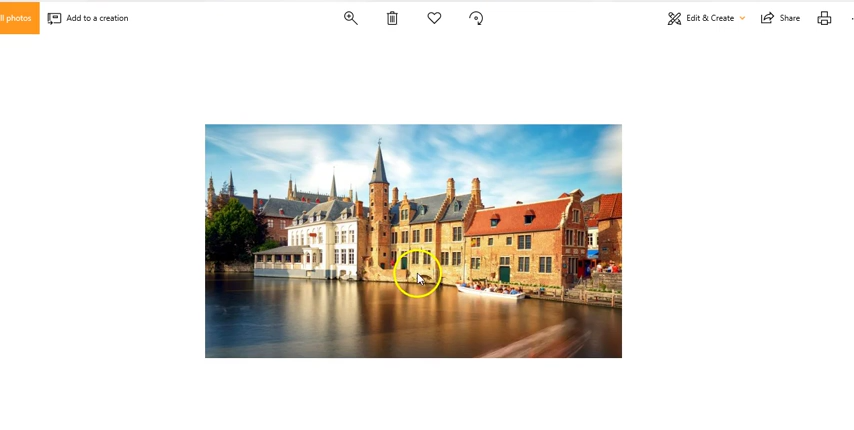 ll photos
Add to a creation
Edit & Create
Share